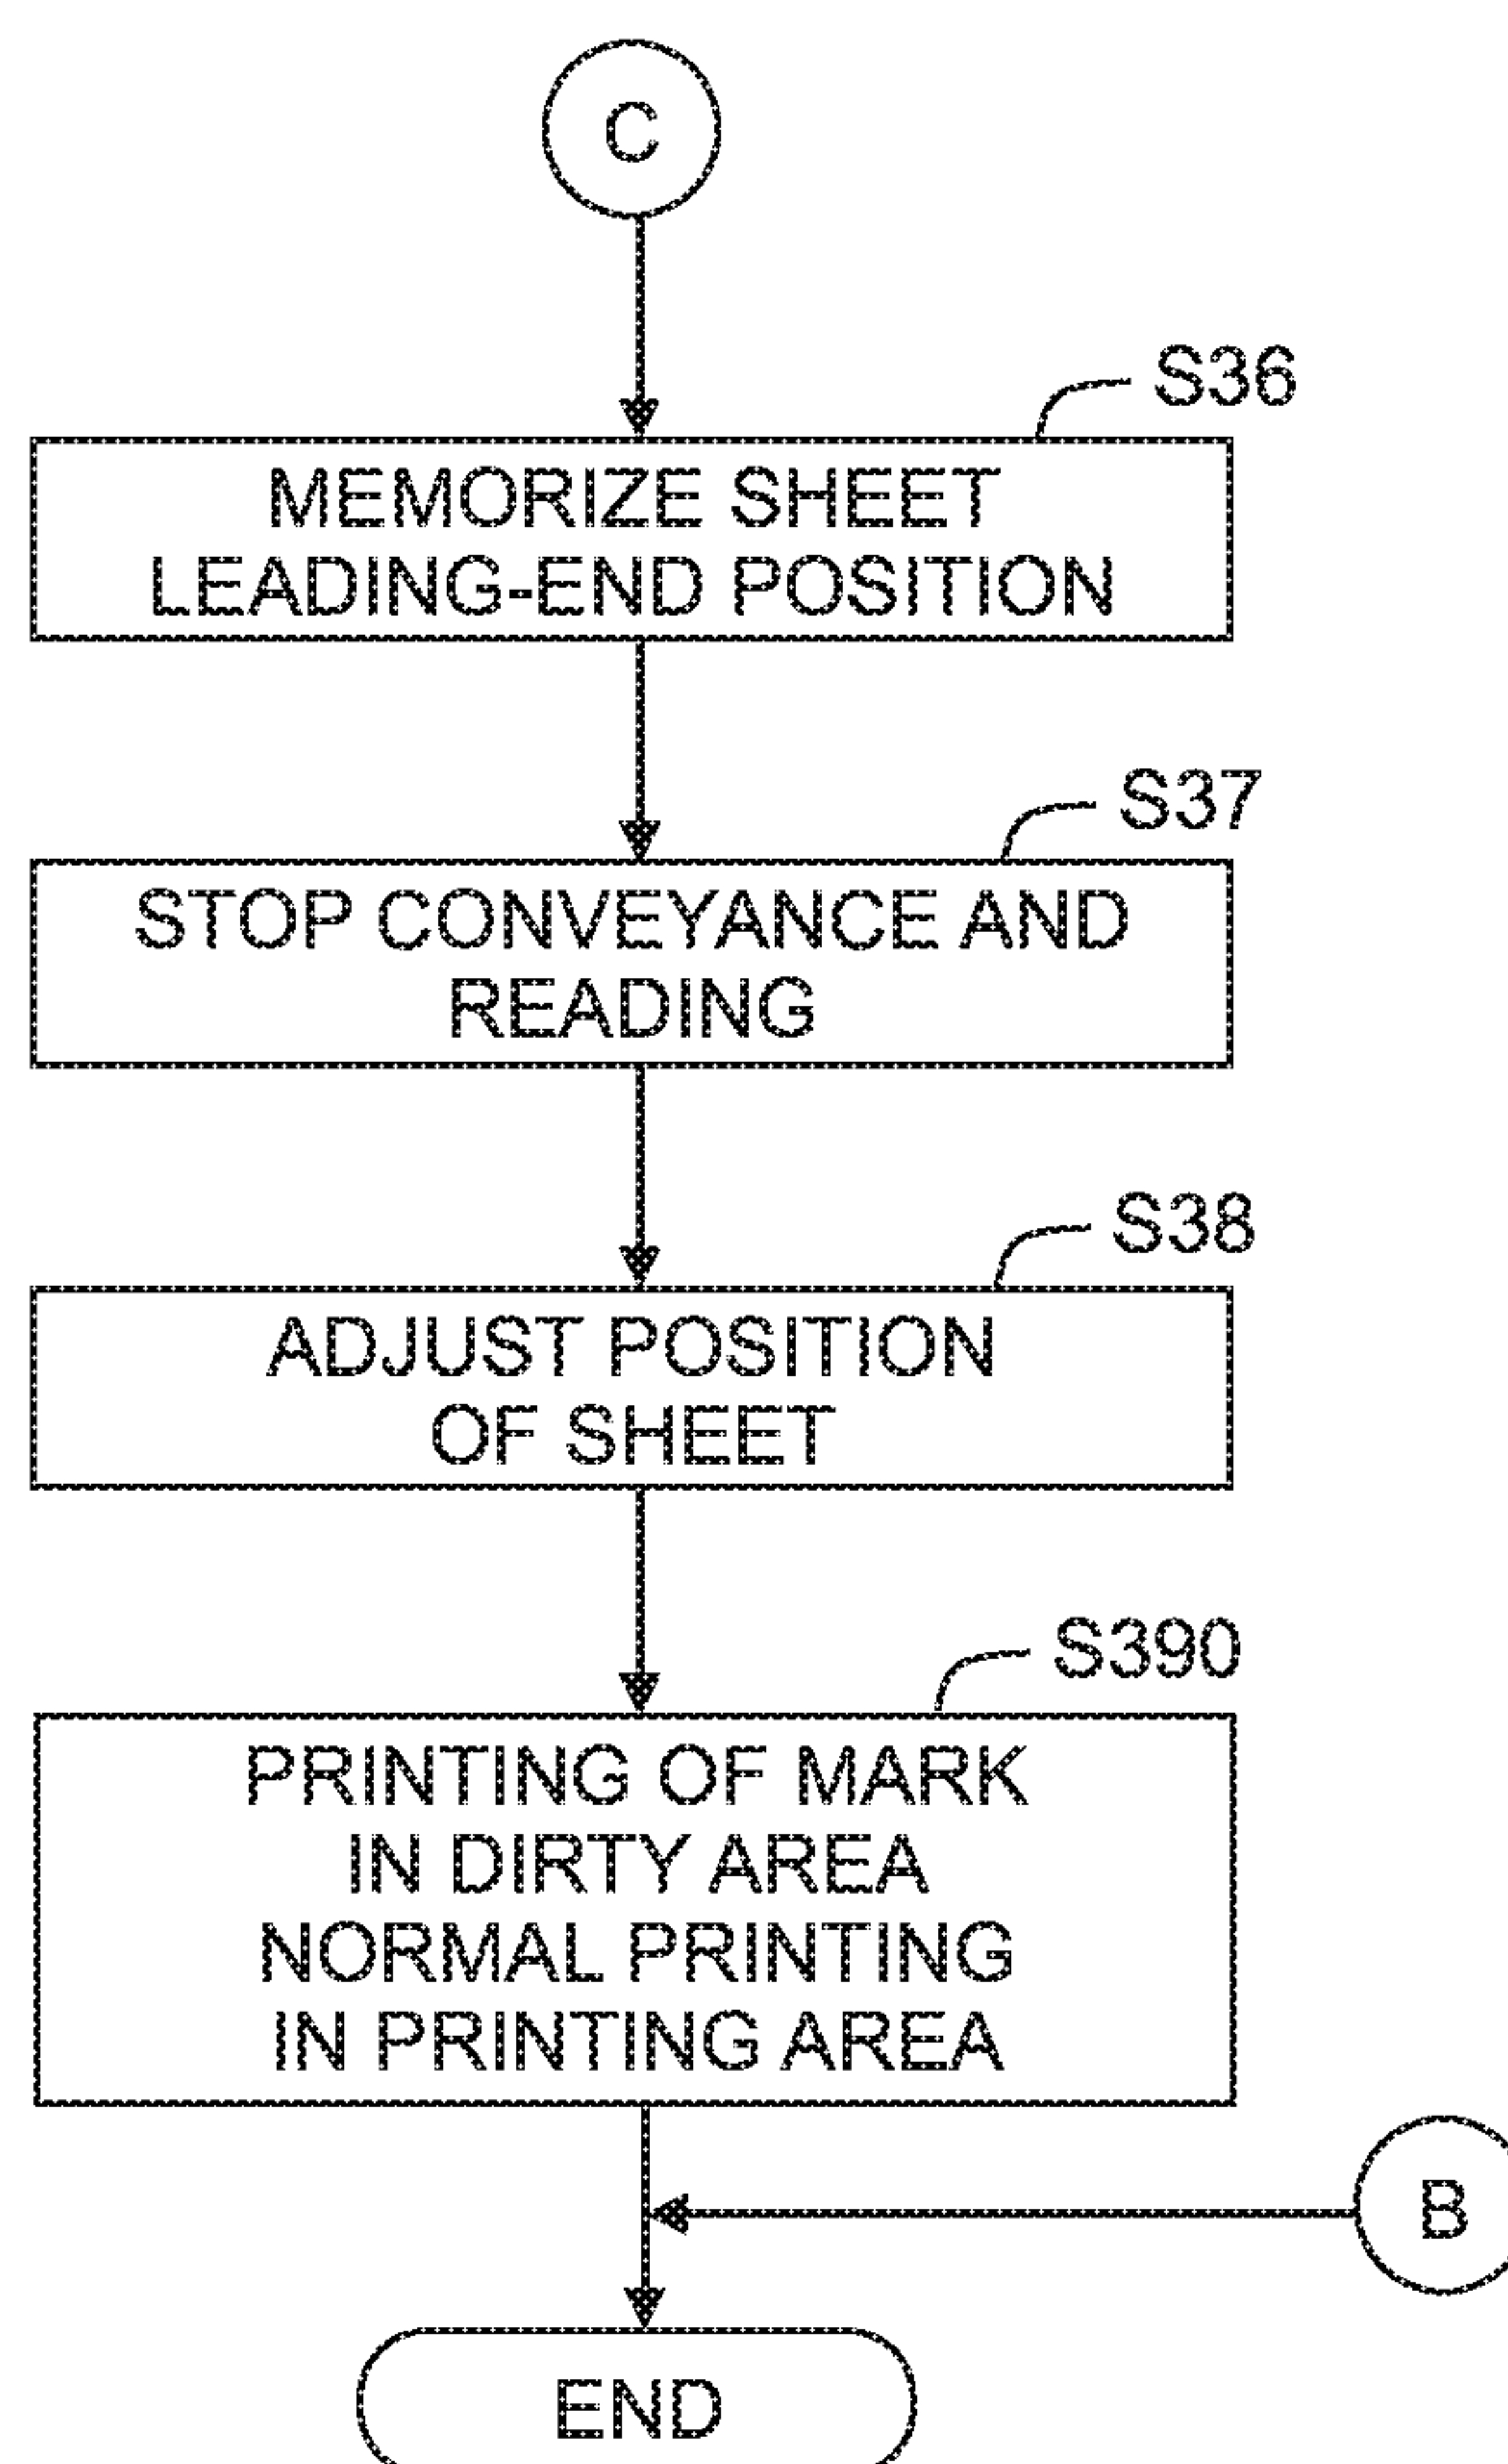 C
S36
MEMORIZE SHEET
LEADING-END POSITION
S37
STOP CONVEYANCE AND
READING
S38
ADJUST POSITION
OF SHEET
S390
PRINTING OF MARK
IN DIRTY AREA
NORMAL PRINTING
IN PRINTING AREA
B
END